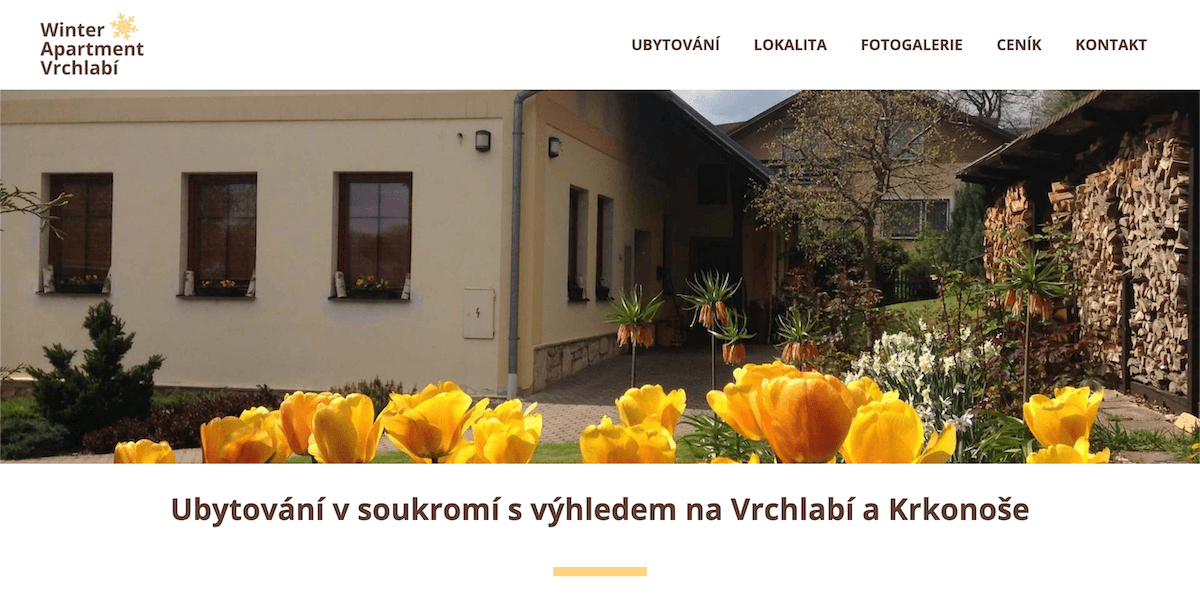 Winter
Apartment
Vrchlabí
UBYTOVÁNÍ LOKALITA FOTOGALERIE CENÍK KONTAKT
Ubytování v soukromí s výhledem na Vrchlabí a Krkonoše